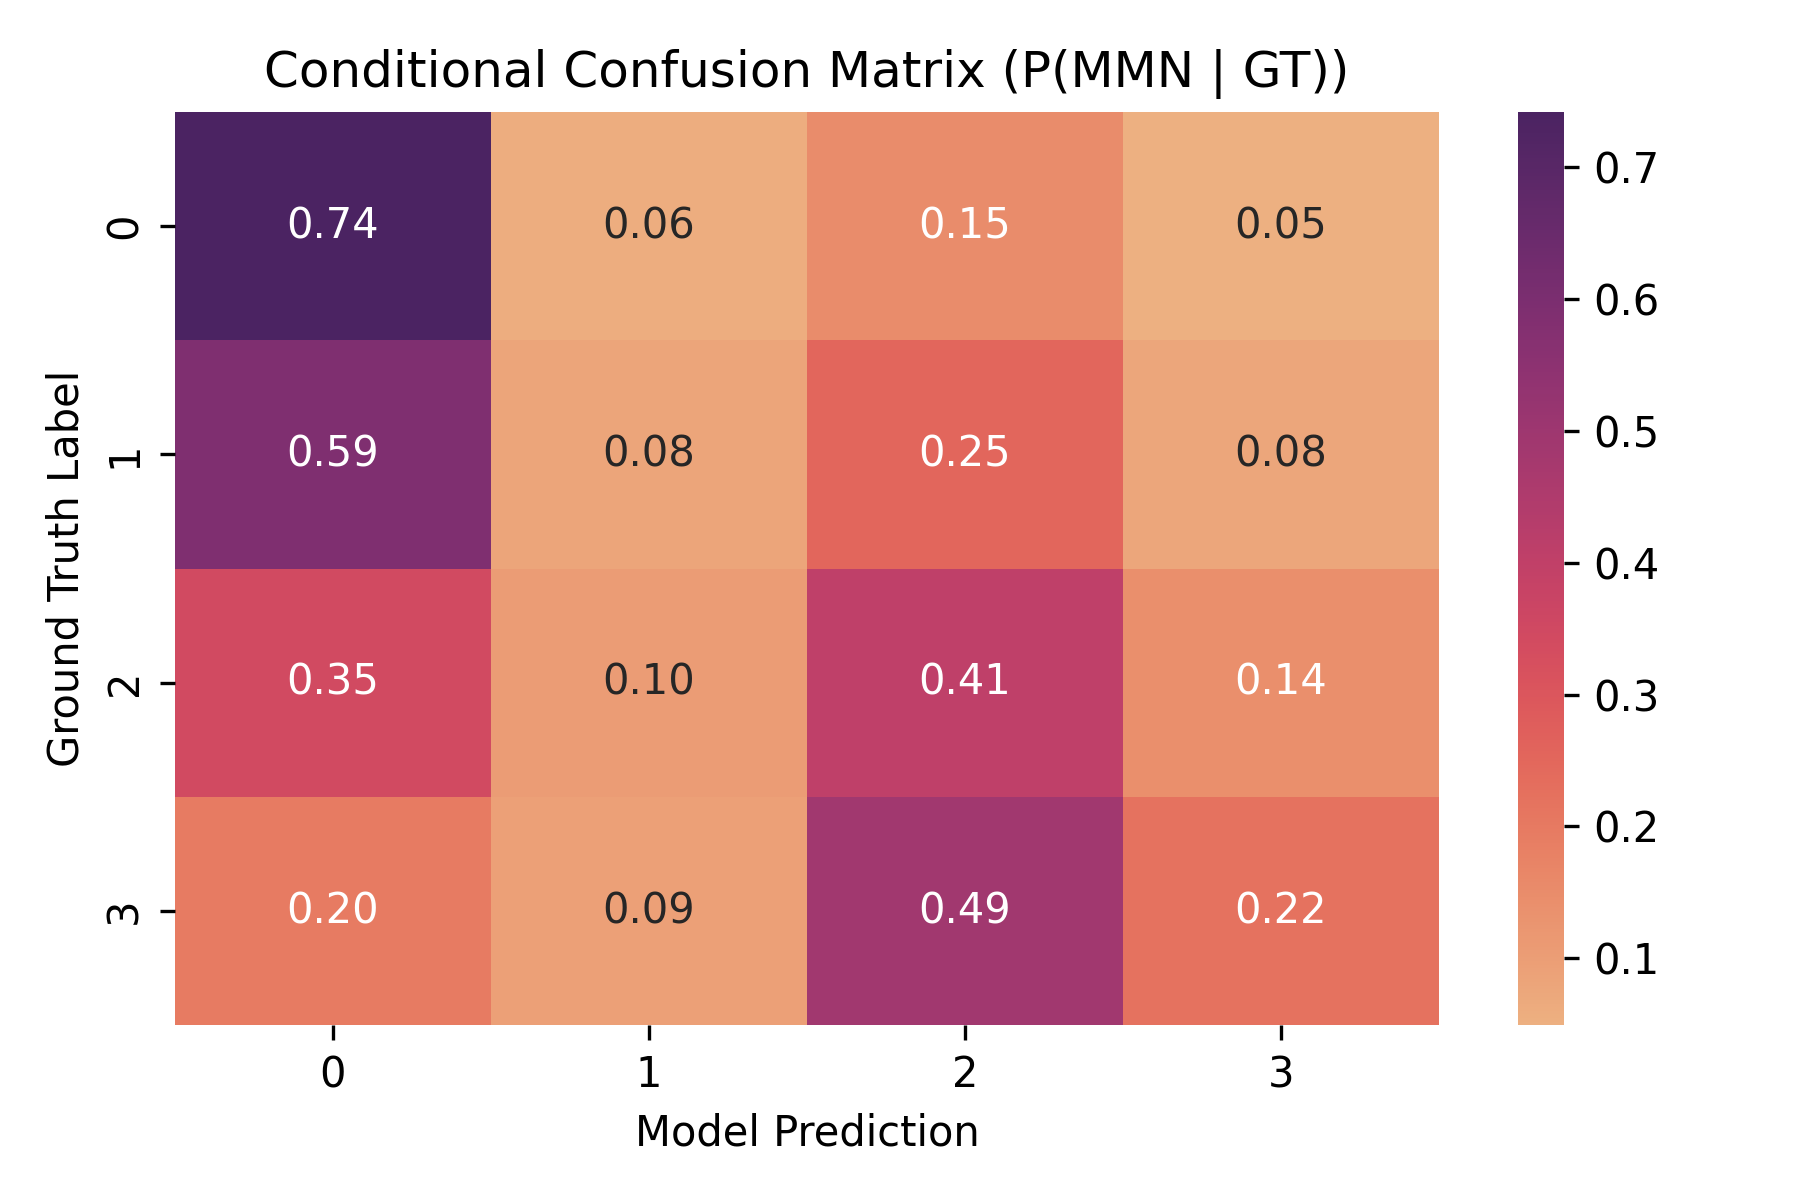 Conditional Confusion Matrix (P(MMN | GT))
Ground Truth Label
0 0.74 0.06 0.15 0.05
1 0.59 0.08 0.25 0.08
2 0.35 0.10 0.41 0.14
3 0.20 0.09 0.49 0.22
0 1 2 3
Model Prediction
0.7
0.6
0.5
0.4
0.3
0.2
0.1